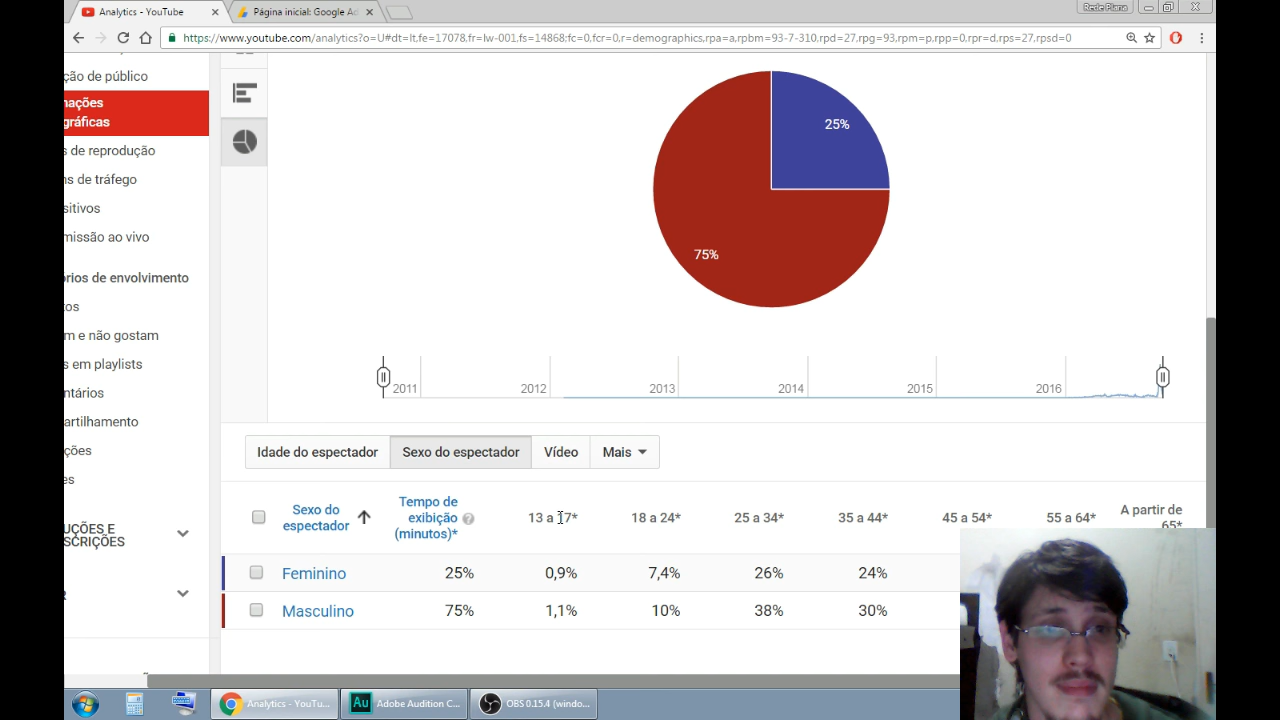 Analytics - YouTube
Página inicial: Google Ad
Rede Plana
https://www.youtube.com/analytics?o=U#dt=lt,fe=17078,fr=lw-001,fs=14868;fc=0,fcr=0,r=demographics,rpa=a,rpbm=93-7-310,rpd=27,rpg=93,rpm=p,rpp=0,rpr=d,rps=27,rpsd=0
ção de público
mações
gráficas
s de reprodução
ns de tráfego
sitivos
missão ao vivo
órios de envolvimento
tos
m e não gostam
s em playlists
ntários
artilhamento
ções
es
UÇÕES E
SCRIÇÕES
R
25%
75%
2011 2012 2013 2014 2015 2016
Idade do espectador Sexo do espectador Vídeo Mais
Sexo do espectador Tempo de exibição (minutos)* ? 13 a 17* 18 a 24* 25 a 34* 35 a 44* 45 a 54* 55 a 64* A partir de 65*
Feminino 25% 0,9% 7,4% 26% 24%
Masculino 75% 1,1% 10% 38% 30%
Analytics - YouTu...
Au Adobe Audition C...
OBS 0.15.4 (windo...